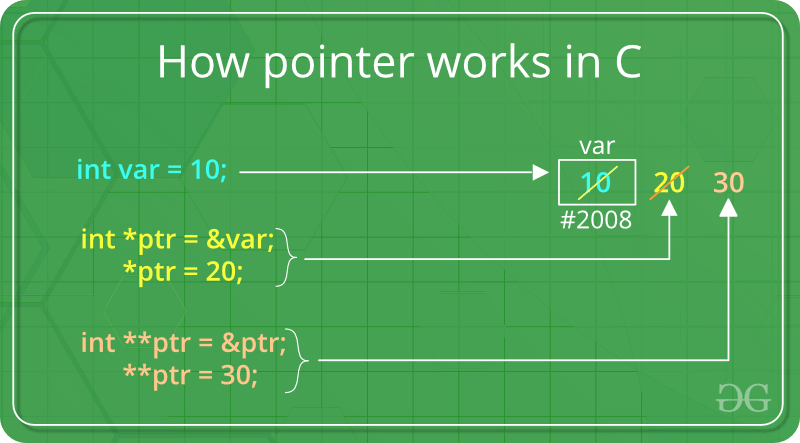 How pointer works in C
var
int var = 10;
10 20 30
#2008
int *ptr = &var;
*ptr = 20;
int **ptr = &ptr;
**ptr = 30;
GG